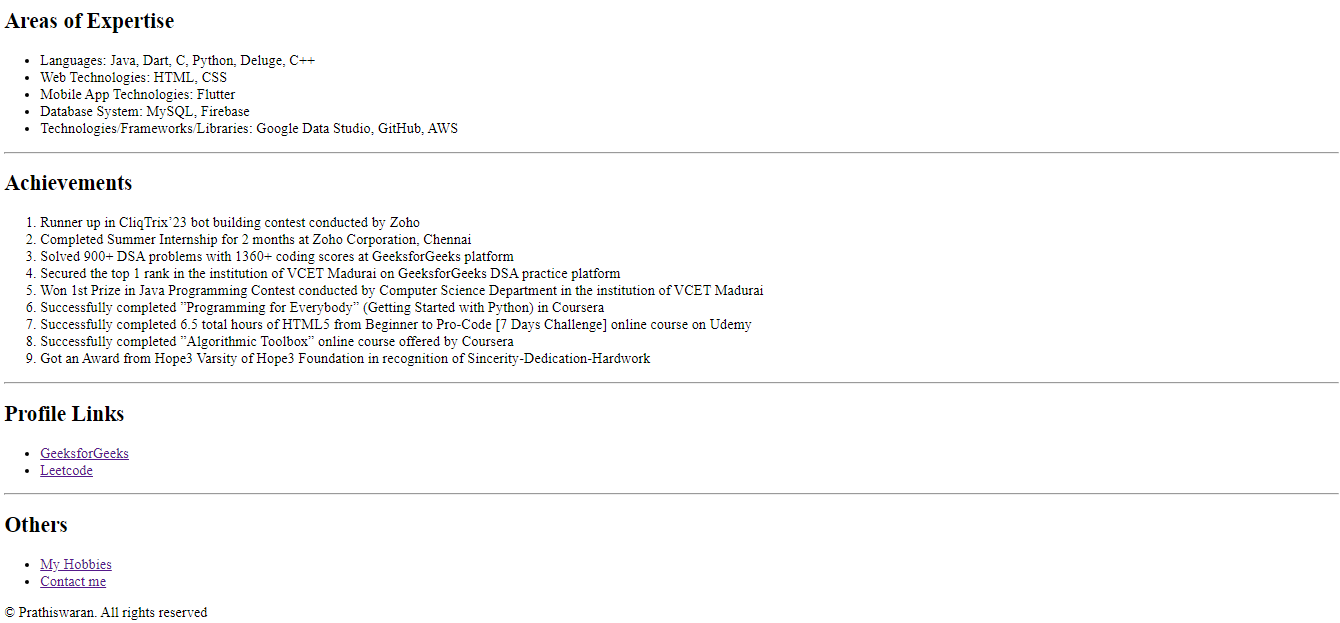 Areas of Expertise
• Languages: Java, Dart, C, Python, Deluge, C++
• Web Technologies: HTML, CSS
• Mobile App Technologies: Flutter
• Database System: MySQL, Firebase
• Technologies/Frameworks/Libraries: Google Data Studio, GitHub, AWS
Achievements
1. Runner up in CliqTrix’23 bot building contest conducted by Zoho
2. Completed Summer Internship for 2 months at Zoho Corporation, Chennai
3. Solved 900+ DSA problems with 1360+ coding scores at GeeksforGeeks platform
4. Secured the top 1 rank in the institution of VCET Madurai on GeeksforGeeks DSA practice platform
5. Won 1st Prize in Java Programming Contest conducted by Computer Science Department in the institution of VCET Madurai
6. Successfully completed ”Programming for Everybody” (Getting Started with Python) in Coursera
7. Successfully completed 6.5 total hours of HTML5 from Beginner to Pro-Code [7 Days Challenge] online course on Udemy
8. Successfully completed ”Algorithmic Toolbox” online course offered by Coursera
9. Got an Award from Hope3 Varsity of Hope3 Foundation in recognition of Sincerity-Dedication-Hardwork
Profile Links
• GeeksforGeeks
• Leetcode
Others
• My Hobbies
• Contact me
© Prathiswaran. All rights reserved